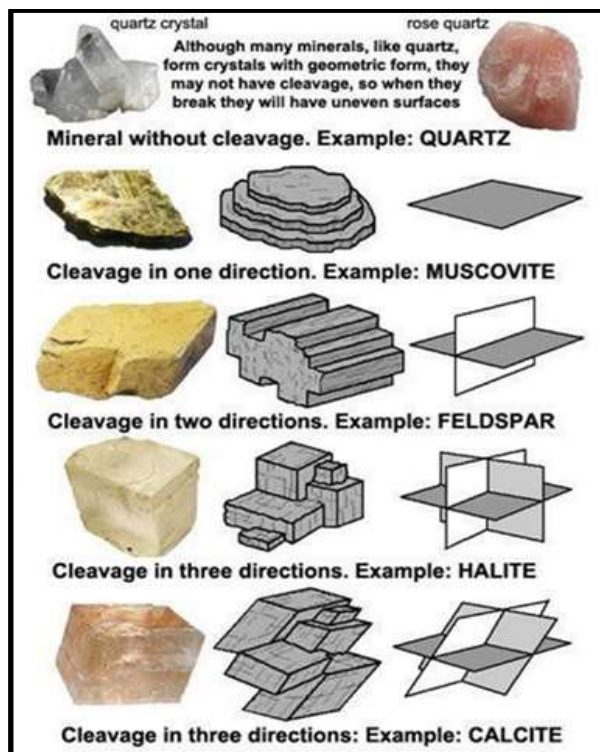 quartz crystal
rose quartz
Although many minerals, like quartz,
form crystals with geometric form, they
may not have cleavage, so when they
break they will have uneven surfaces
Mineral without cleavage. Example: QUARTZ
Cleavage in one direction. Example: MUSCOVITE
Cleavage in two directions. Example: FELDSPAR
Cleavage in three directions. Example: HALITE
Cleavage in three directions: Example: CALCITE